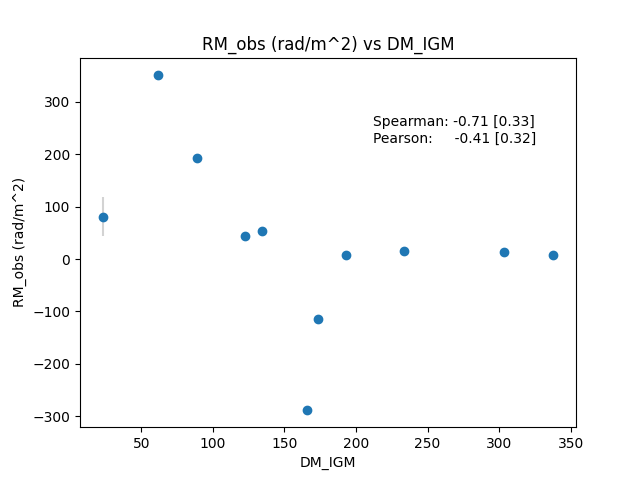 RM_obs (rad/m^2) vs DM_IGM
Spearman: -0.71 [0.33]
Pearson: -0.41 [0.32]
RM_obs (rad/m^2)
300
200
100
0
−100
−200
−300
50 100 150 200 250 300 350
DM_IGM